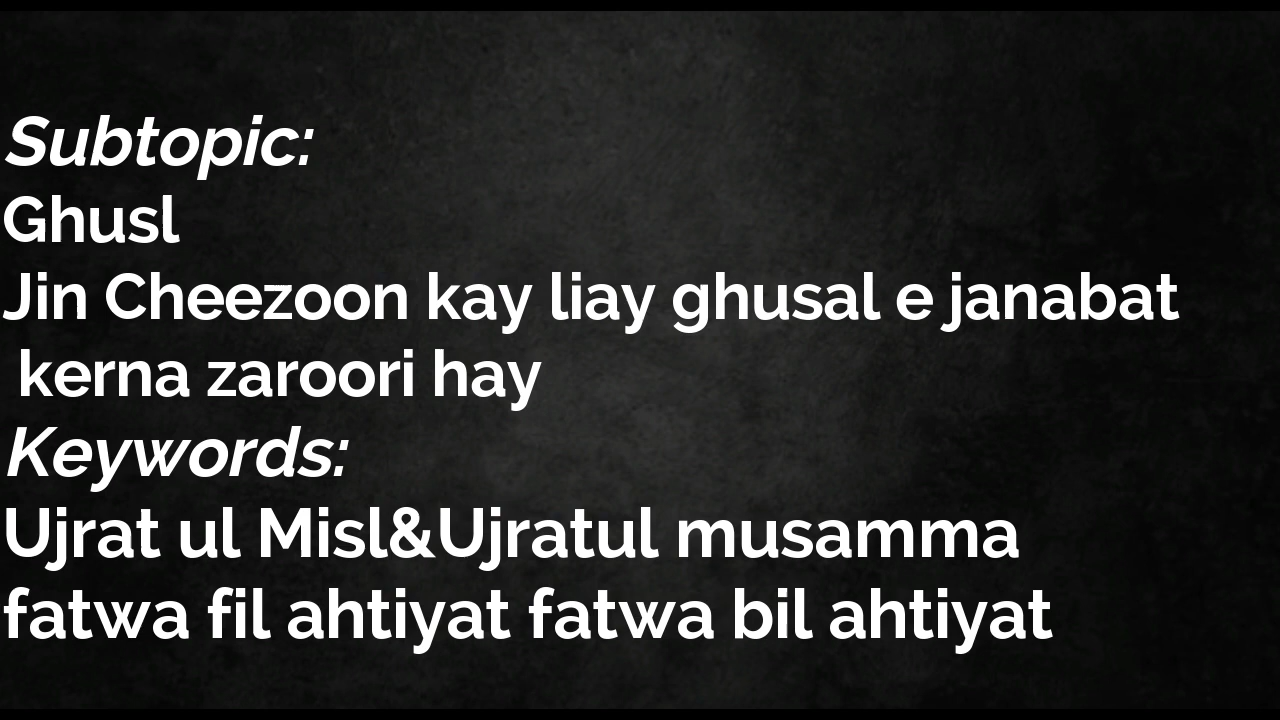 Subtopic:
Ghusl
Jin Cheezoon kay liay ghusal e janabat
kerna zaroori hay
Keywords:
Ujrat ul Misl&Ujratul musamma
fatwa fil ahtiyat fatwa bil ahtiyat